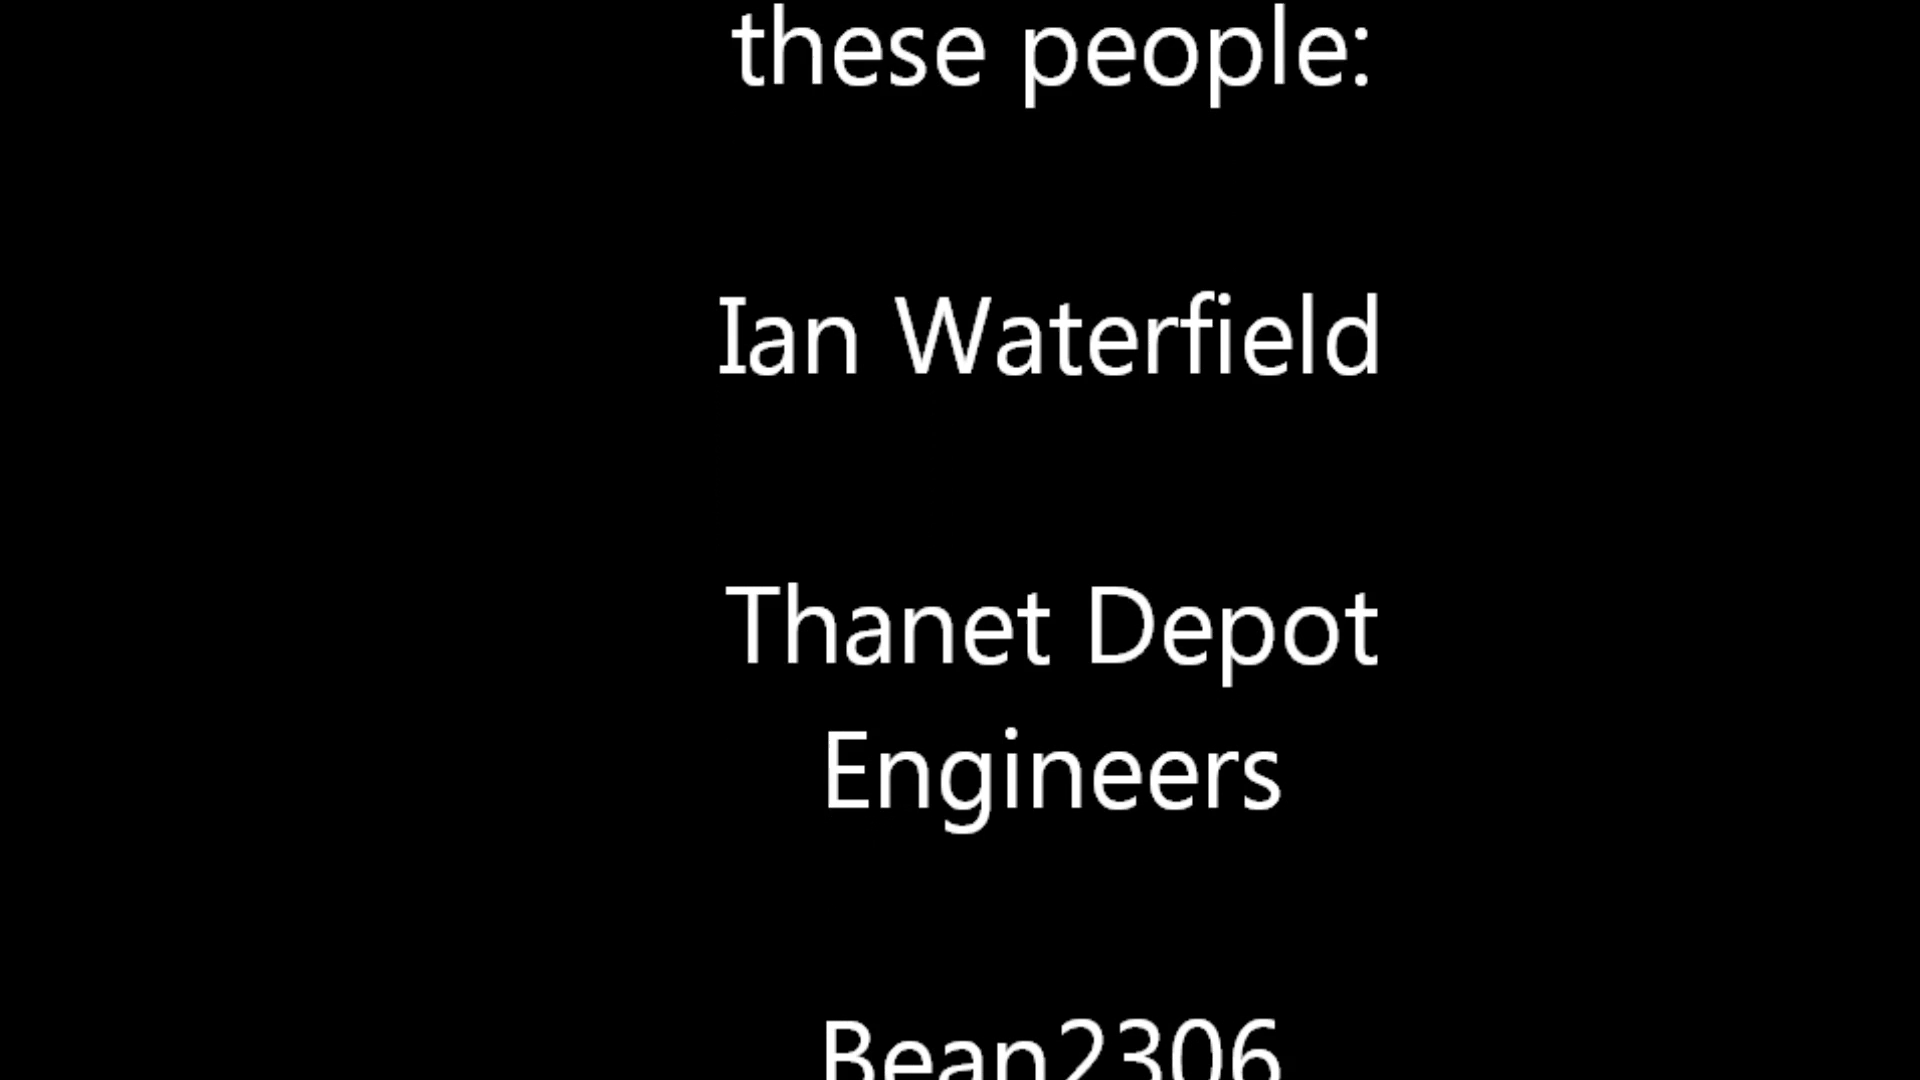 these people:
Ian Waterfield
Thanet Depot
Engineers
Bean2306